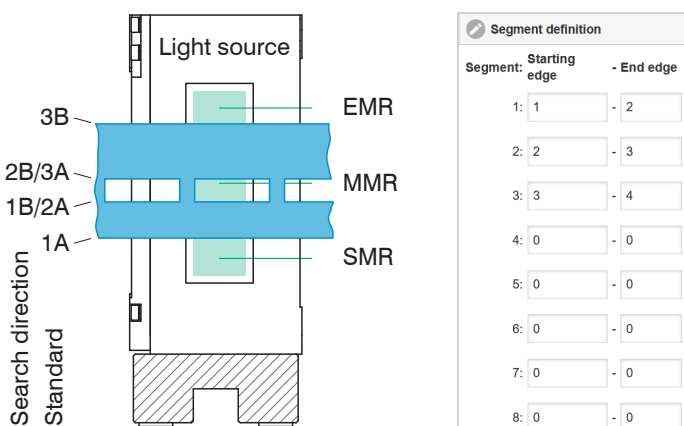 Light source
EMR
3B
2B/3A
MMR
1B/2A
1A
SMR
Search direction
Standard
Segment definition
Segment: Starting edge - End edge
1: 1 - 2
2: 2 - 3
3: 3 - 4
4: 0 - 0
5: 0 - 0
6: 0 - 0
7: 0 - 0
8: 0 - 0